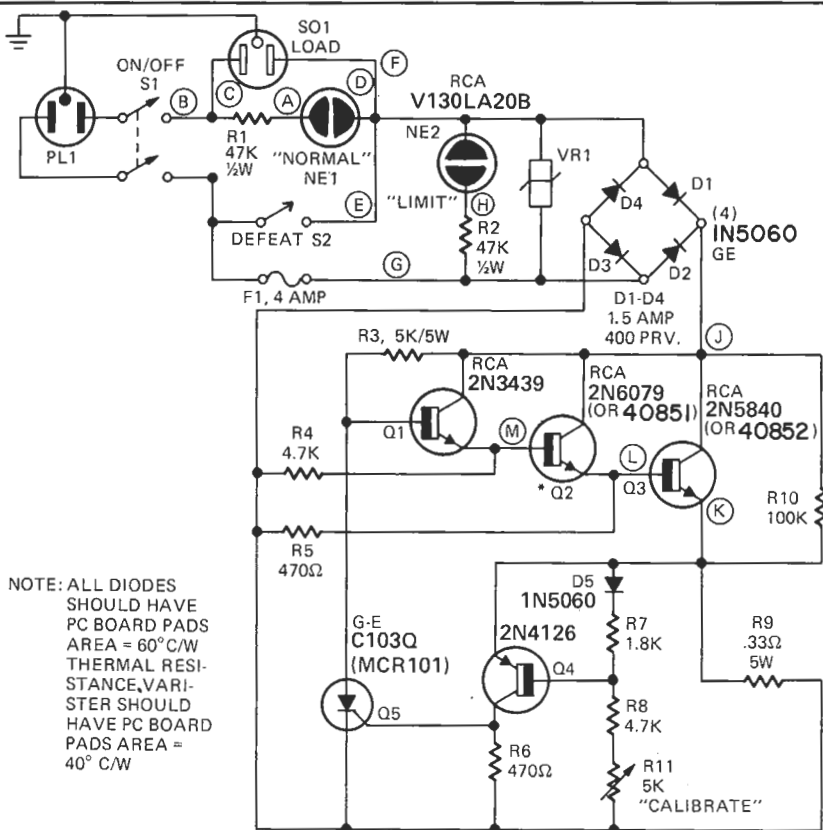 SO1
LOAD
ON/OFF
S1
F
D
C
A
B
RCA
V130LA20B
R1
47K
½W
"NORMAL"
NE1
NE2
VR1
PL1
D4
D1
"LIMIT"
H
(4)
1N5060
GE
E
R2
47K
½W
DEFEAT S2
D3
D2
G
F1, 4 AMP
D1-D4
1.5 AMP
400 PRV.
J
R3, 5K/5W
RCA
2N3439
RCA
2N6079
(OR 40851)
RCA
2N5840
(OR 40852)
Q1
M
L
R4
4.7K
* Q2
Q3
K
R10
100K
R5
470Ω
NOTE: ALL DIODES
SHOULD HAVE
PC BOARD PADS
AREA = 60°C/W
THERMAL RESI-
STANCE, VARI-
STER SHOULD
HAVE PC BOARD
PADS AREA =
40° C/W
D5
1N5060
G-E
C103Q
(MCR101)
2N4126
R7
1.8K
R9
.33Ω
5W
Q4
Q5
R8
4.7K
R6
470Ω
R11
5K
"CALIBRATE"